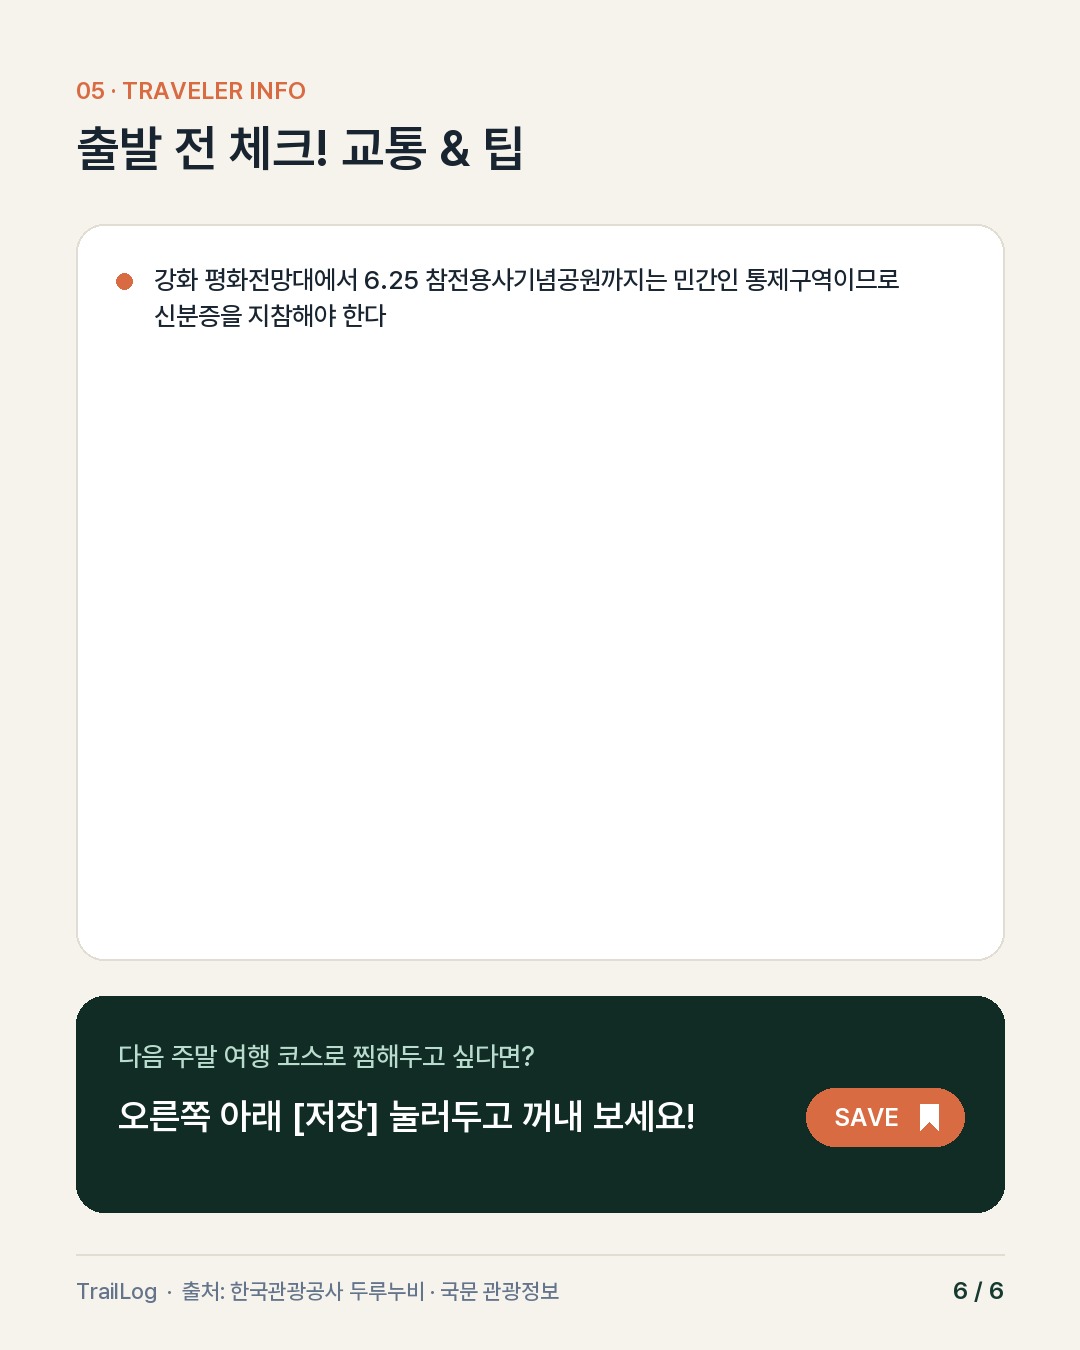 05 · TRAVELER INFO
출발 전 체크! 교통 & 팁
강화 평화전망대에서 6.25 참전용사기념공원까지는 민간인 통제구역이므로
신분증을 지참해야 한다
다음 주말 여행 코스로 찜해두고 싶다면?
오른쪽 아래 [저장] 눌러두고 꺼내 보세요!
SAVE
TrailLog · 출처: 한국관광공사 두루누비 · 국문 관광정보
6 / 6